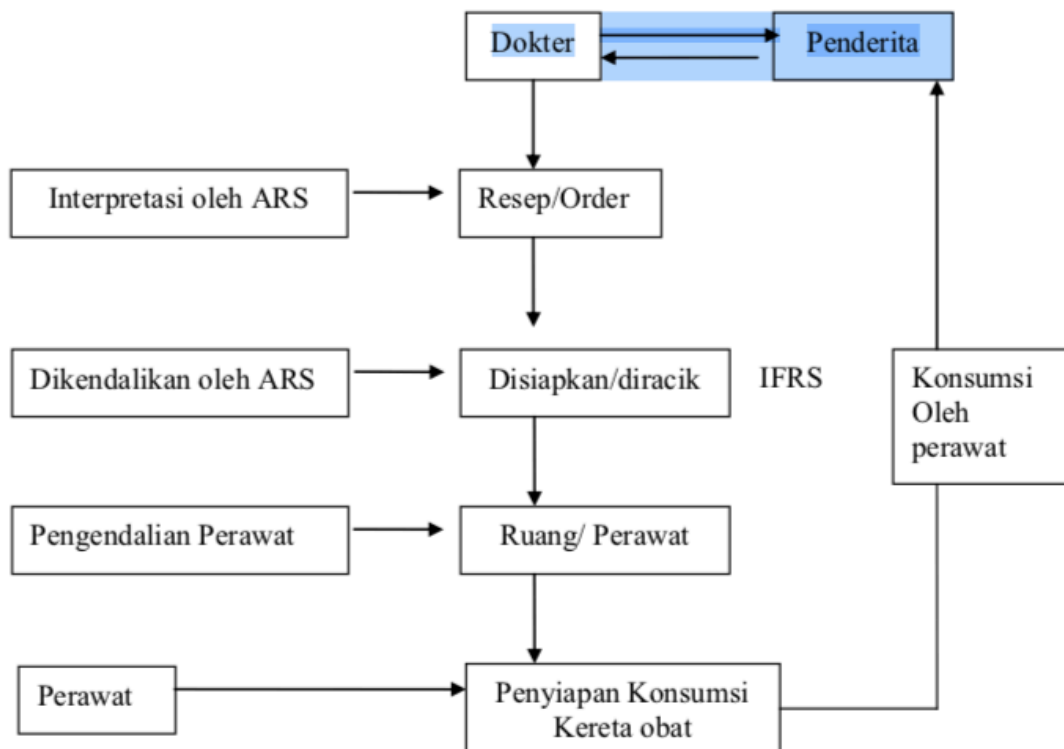 Dokter
Penderita
Interpretasi oleh ARS
Resep/Order
Dikendalikan oleh ARS
Disiapkan/diracik
IFRS
Konsumsi
Oleh
perawat
Pengendalian Perawat
Ruang/ Perawat
Perawat
Penyiapan Konsumsi
Kereta obat